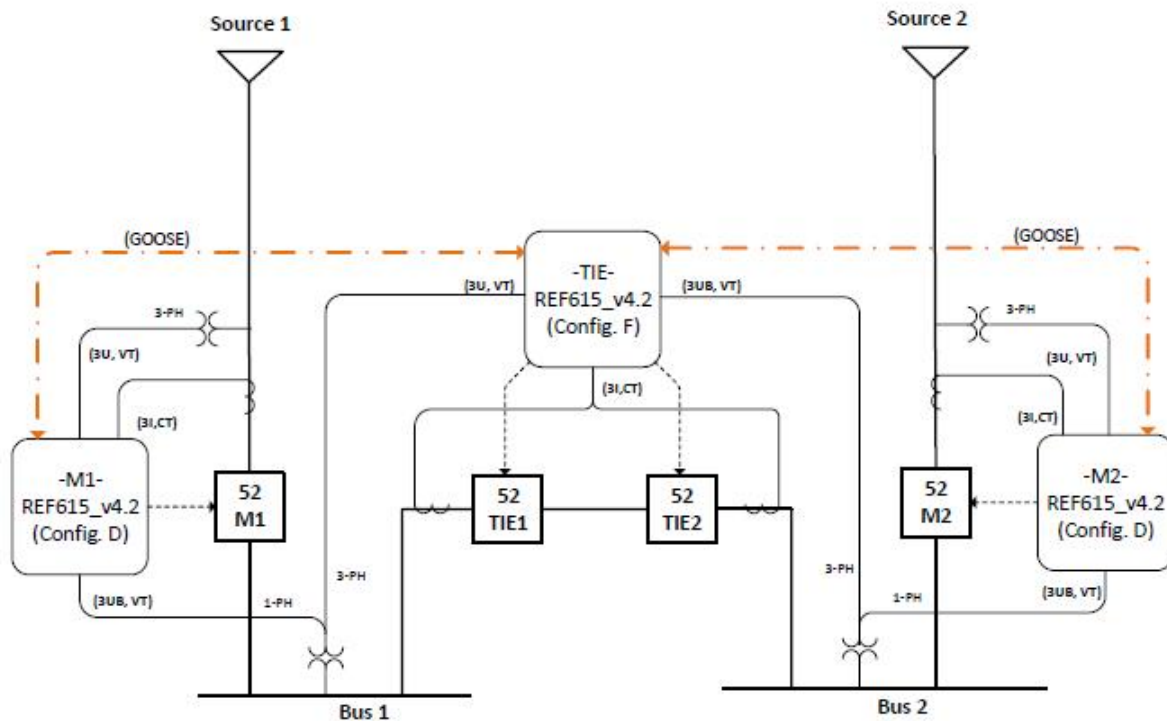 Source 1
Source 2
(GOOSE)
(GOOSE)
-TIE-
REF615_v4.2
(Config. F)
(3U, VT)
(3UB, VT)
3-PH
(3U, VT)
(3I,CT)
3-PH
(3U, VT)
(3I,CT)
(3I,CT)
-M1-
REF615_v4.2
(Config. D)
52
M1
52
TIE1
52
TIE2
52
M2
-M2-
REF615_v4.2
(Config. D)
3-PH
3-PH
(3UB, VT)
1-PH
1-PH
(3UB, VT)
Bus 1
Bus 2